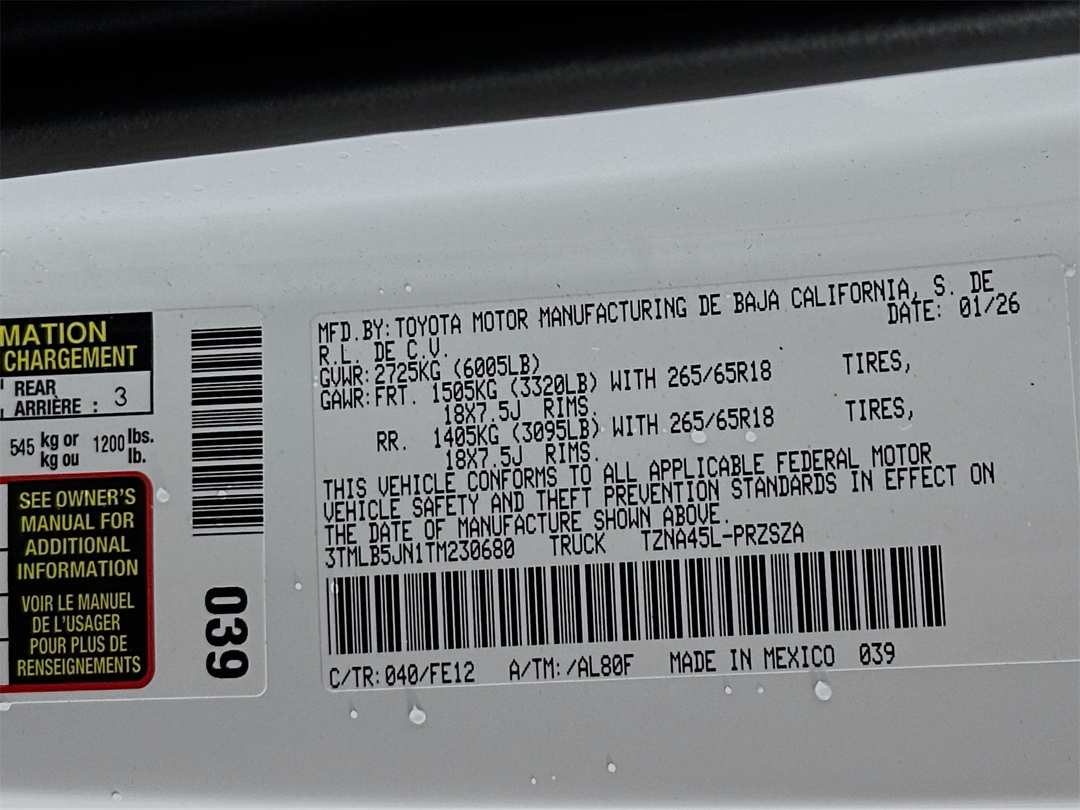 MATION
CHARGEMENT
REAR
ARRIÈRE : 3
545 kg or 1200 lbs.
kg ou lb.
SEE OWNER'S
MANUAL FOR
ADDITIONAL
INFORMATION
VOIR LE MANUEL
DE L'USAGER
POUR PLUS DE
RENSEIGNEMENTS
039
MFD.BY:TOYOTA MOTOR MANUFACTURING DE BAJA CALIFORNIA, S. DE
R.L. DE C.V. DATE: 01/26
GVWR:2725KG (6005LB)
GAWR:FRT. 1505KG (3320LB) WITH 265/65R18 TIRES,
18X7.5J RIMS.
RR. 1405KG (3095LB) WITH 265/65R18 TIRES,
18X7.5J RIMS.
THIS VEHICLE CONFORMS TO ALL APPLICABLE FEDERAL MOTOR
VEHICLE SAFETY AND THEFT PREVENTION STANDARDS IN EFFECT ON
THE DATE OF MANUFACTURE SHOWN ABOVE.
3TMLB5JN1TM230680 TRUCK TZNA45L-PRZSZA
C/TR:040/FE12 A/TM:/AL80F MADE IN MEXICO 039